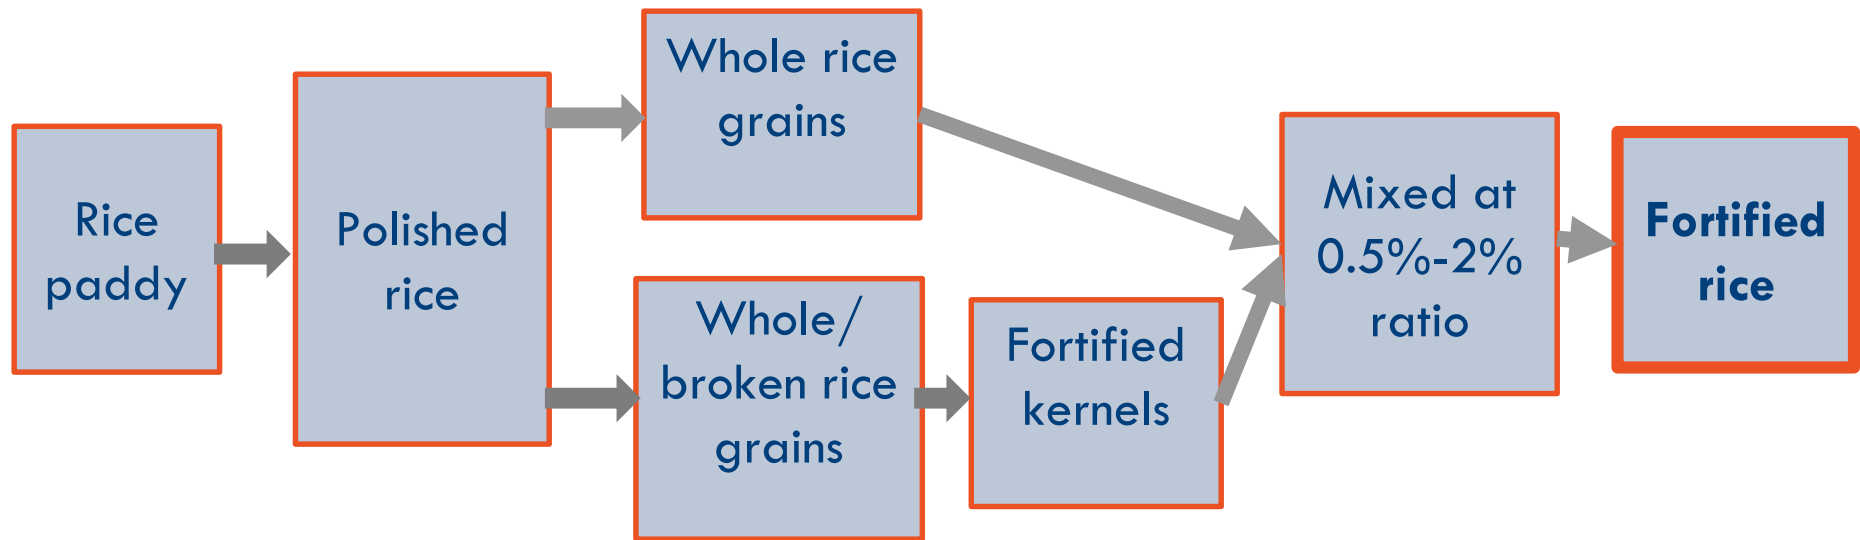 Rice
paddy
Polished
rice
Whole rice
grains
Whole/
broken rice
grains
Fortified
kernels
Mixed at
0.5%-2%
ratio
Fortified
rice